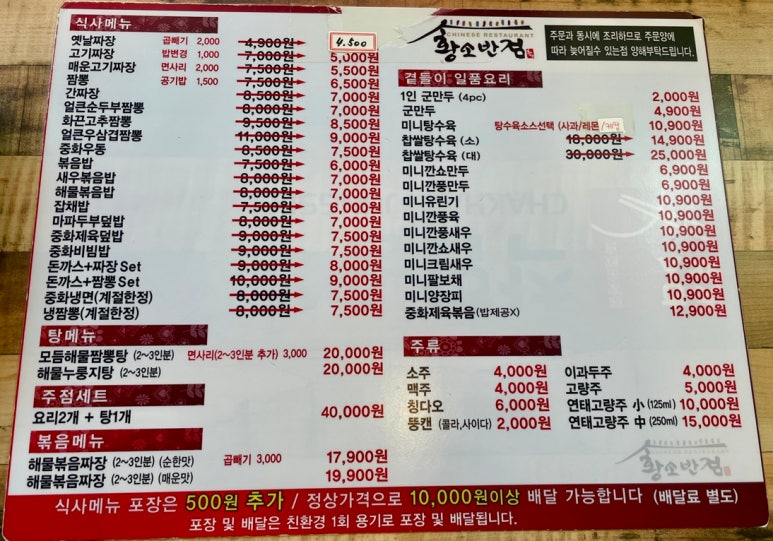 식사메뉴
옛날짜장 곱빼기 2,000 4,900원 4.500
고기짜장 밥변경 1,000 7,000원 5,000원
매운고기짜장 면사리 2,000 7,500원 5,500원
짬뽕 공기밥 1,500 7,500원 6,500원
간짜장 8,500원 7,000원
얼큰순두부짬뽕 8,000원 7,000원
화끈고추짬뽕 9,500원 8,500원
얼큰우삼겹짬뽕 11,000원 9,000원
중화우동 8,500원 7,500원
볶음밥 7,500원 6,000원
새우볶음밥 8,000원 7,000원
해물볶음밥 8,000원 7,000원
잡채밥 7,500원 6,000원
마파두부덮밥 8,000원 7,000원
중화제육덮밥 9,000원 7,500원
중화비빔밥 9,000원 7,500원
돈까스+짜장 Set 9,000원 8,000원
돈까스+짬뽕 Set 10,000원 9,000원
중화냉면(계절한정) 8,000원 7,500원
냉짬뽕(계절한정) 8,000원 7,500원
탕메뉴
모듬해물짬뽕탕 (2~3인분) 면사리(2~3인분 추가) 3,000 20,000원
해물누룽지탕 (2~3인분) 20,000원
주점세트
요리2개 + 탕1개 40,000원
볶음메뉴
해물볶음짜장 (2~3인분) (순한맛) 곱빼기 3,000 17,900원
해물볶음짜장 (2~3인분) (매운맛) 19,900원
CHINESE RESTAURANT
황소반점
주문과 동시에 조리하므로 주문양에
따라 늦어질수 있는점 양해부탁드립니다.
곁들이 일품요리
1인 군만두 (4pc) 2,000원
군만두 4,900원
미니탕수육 탕수육소스선택 (사과/레몬/) 10,900원
찹쌀탕수육 (소) 18,000원 14,900원
찹쌀탕수육 (대) 30,000원 25,000원
미니깐쇼만두 6,900원
미니깐풍만두 6,900원
미니유린기 10,900원
미니깐풍육 10,900원
미니깐풍새우 10,900원
미니깐쇼새우 10,900원
미니크림새우 10,900원
미니팔보채 10,900원
미니양장피 10,900원
중화제육볶음(밥제공X) 12,900원
주류
소주 4,000원 이과두주 4,000원
맥주 4,000원 고량주 5,000원
칭다오 6,000원 연태고량주 小 (125ml) 10,000원
뚱캔 (콜라,사이다) 2,000원 연태고량주 中 (250ml) 15,000원
황소반점
식사메뉴 포장은 500원 추가 / 정상가격으로 10,000원이상 배달 가능합니다 (배달료 별도)
포장 및 배달은 친환경 1회 용기로 포장 및 배달됩니다.